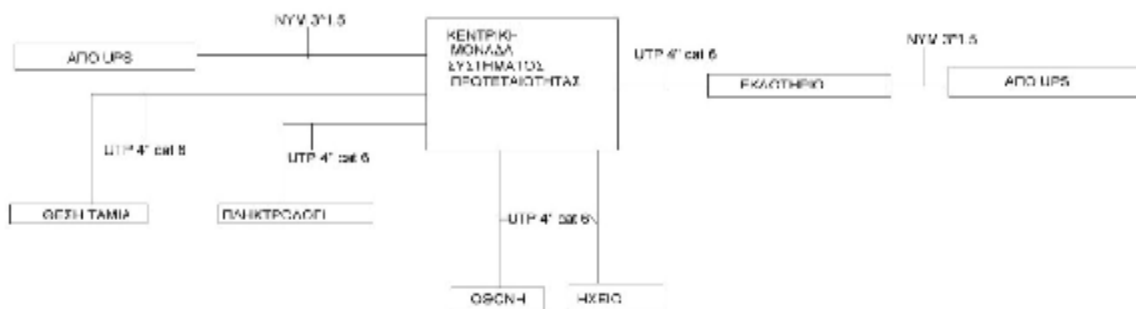 NYM 3*1.5
ΚΕΝΤΡΙΚΗ
ΜΟΝΑΔΑ
ΣΥΣΤΗΜΑΤΟΣ
ΠΡΟΤΕΤΑΙΟΤΗΤΑΣ
ΑΠΟ UPS
UTP 4" cat 6
NYM 3*1.5
ΕΚΔΟΤΗΡΙΟ
ΑΠΟ UPS
UTP 4" cat 6
UTP 4" cat 6
ΘΕΣΗ ΤΑΜΙΑ
ΠΛΗΚΤΡΟΛΟΓΙ
UTP 4" cat 6
ΟΘΟΝΗ
ΗΧΕΙΟ